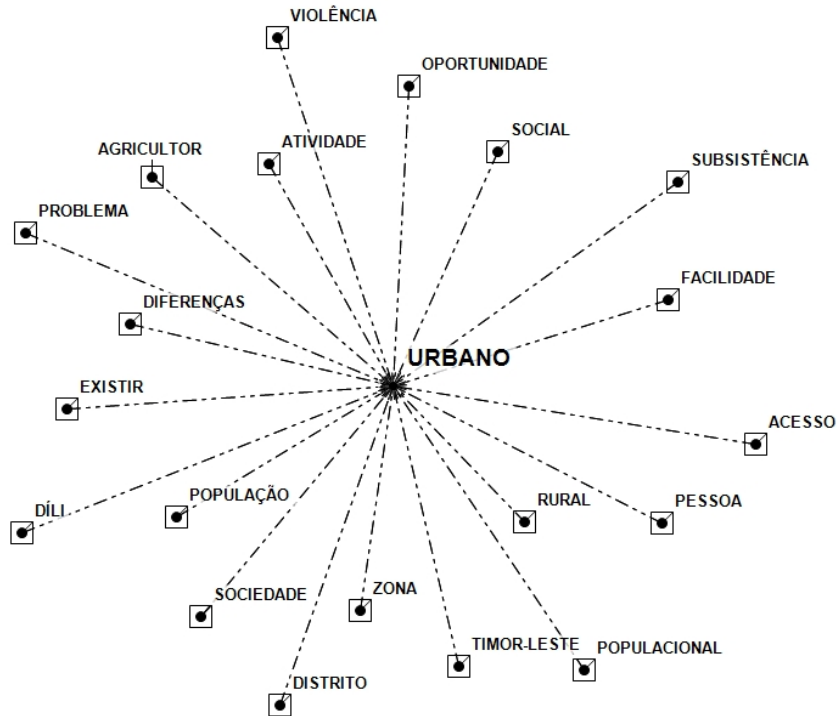 VIOLÊNCIA
OPORTUNIDADE
SOCIAL
ATIVIDADE
AGRICULTOR
SUBSISTÊNCIA
PROBLEMA
FACILIDADE
DIFERENÇAS
URBANO
EXISTIR
ACESSO
POPULAÇÃO
RURAL
PESSOA
DÍLI
ZONA
SOCIEDADE
TIMOR-LESTE
POPULACIONAL
DISTRITO